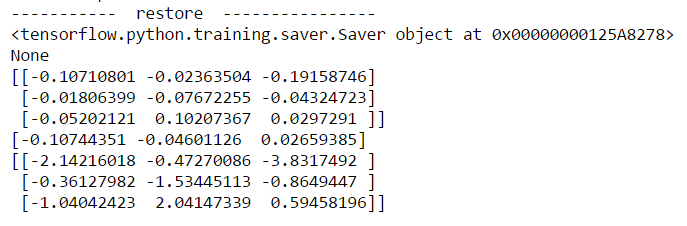 -----------  restore  ----------------
<tensorflow.python.training.saver.Saver object at 0x00000000125A8278>
None
[[-0.10710801 -0.02363504 -0.19158746]
 [-0.01806399 -0.07672255 -0.04324723]
 [-0.05202121  0.10207367  0.0297291 ]]
[-0.10744351 -0.04601126  0.02659385]
[[-2.14216018 -0.47270086 -3.8317492 ]
 [-0.36127982 -1.53445113 -0.8649447 ]
 [-1.04042423  2.04147339  0.59458196]]